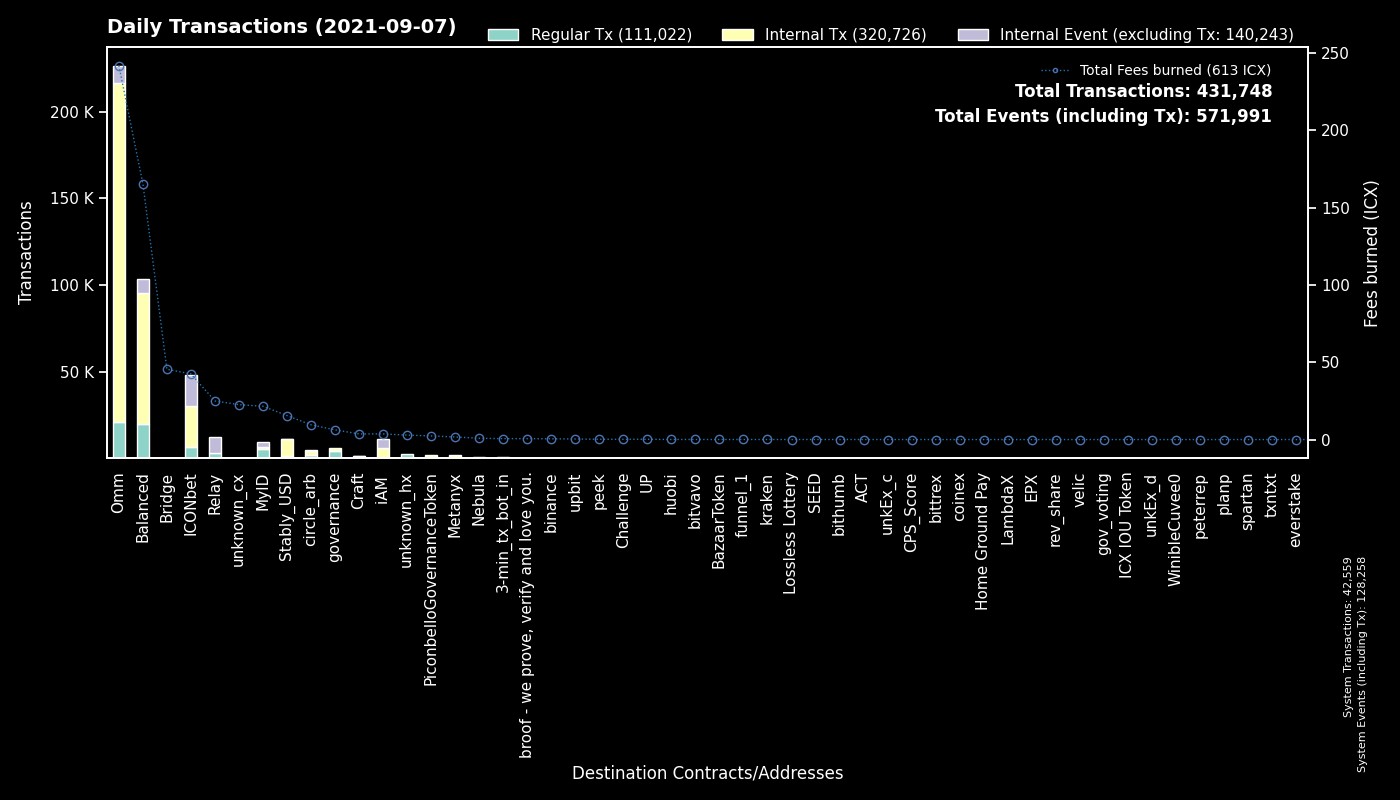 Daily Transactions (2021-09-07)
Regular Tx (111,022)
Internal Tx (320,726)
Internal Event (excluding Tx: 140,243)
Total Fees burned (613 ICX)
Total Transactions: 431,748
Total Events (including Tx): 571,991
Transactions
200 K
150 K
100 K
50 K
250
200
150
100
50
0
Fees burned (ICX)
Omm
Balanced
Bridge
ICONbet
Relay
unknown_cx
MyID
Stably_USD
circle_arb
governance
Craft
iAM
unknown_hx
PiconbelloGovernanceToken
Metanyx
Nebula
3-min_tx_bot_in
broof - we prove, verify and love you.
binance
upbit
peek
Challenge
UP
huobi
bitvavo
BazaarToken
funnel_1
kraken
Lossless Lottery
SEED
bithumb
ACT
unkEx_c
CPS_Score
bittrex
coinex
Home Ground Pay
LambdaX
EPX
rev_share
velic
gov_voting
ICX IOU Token
unkEx_d
WinibleCuvee0
peterrep
planp
spartan
txntxt
everstake
Destination Contracts/Addresses
System Transactions: 42,559
System Events (including Tx): 128,258